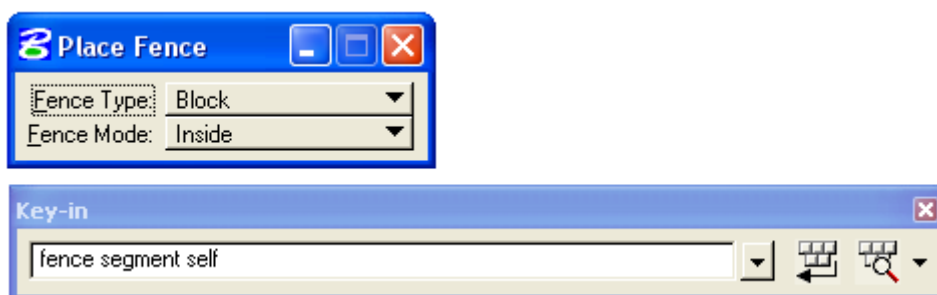 Place Fence
Fence Type: Block
Fence Mode: Inside
Key-in
fence segment self